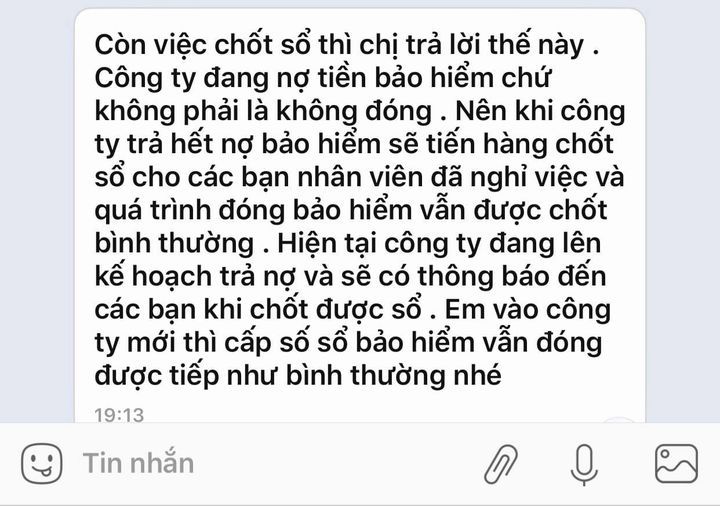 Còn việc chốt sổ thì chị trả lời thế này .
Công ty đang nợ tiền bảo hiểm chứ
không phải là không đóng . Nên khi công
ty trả hết nợ bảo hiểm sẽ tiến hàng chốt
sổ cho các bạn nhân viên đã nghỉ việc và
quá trình đóng bảo hiểm vẫn được chốt
bình thường . Hiện tại công ty đang lên
kế hoạch trả nợ và sẽ có thông báo đến
các bạn khi chốt được sổ . Em vào công
ty mới thì cấp số sổ bảo hiểm vẫn đóng
được tiếp như bình thường nhé
19:13
Tin nhắn